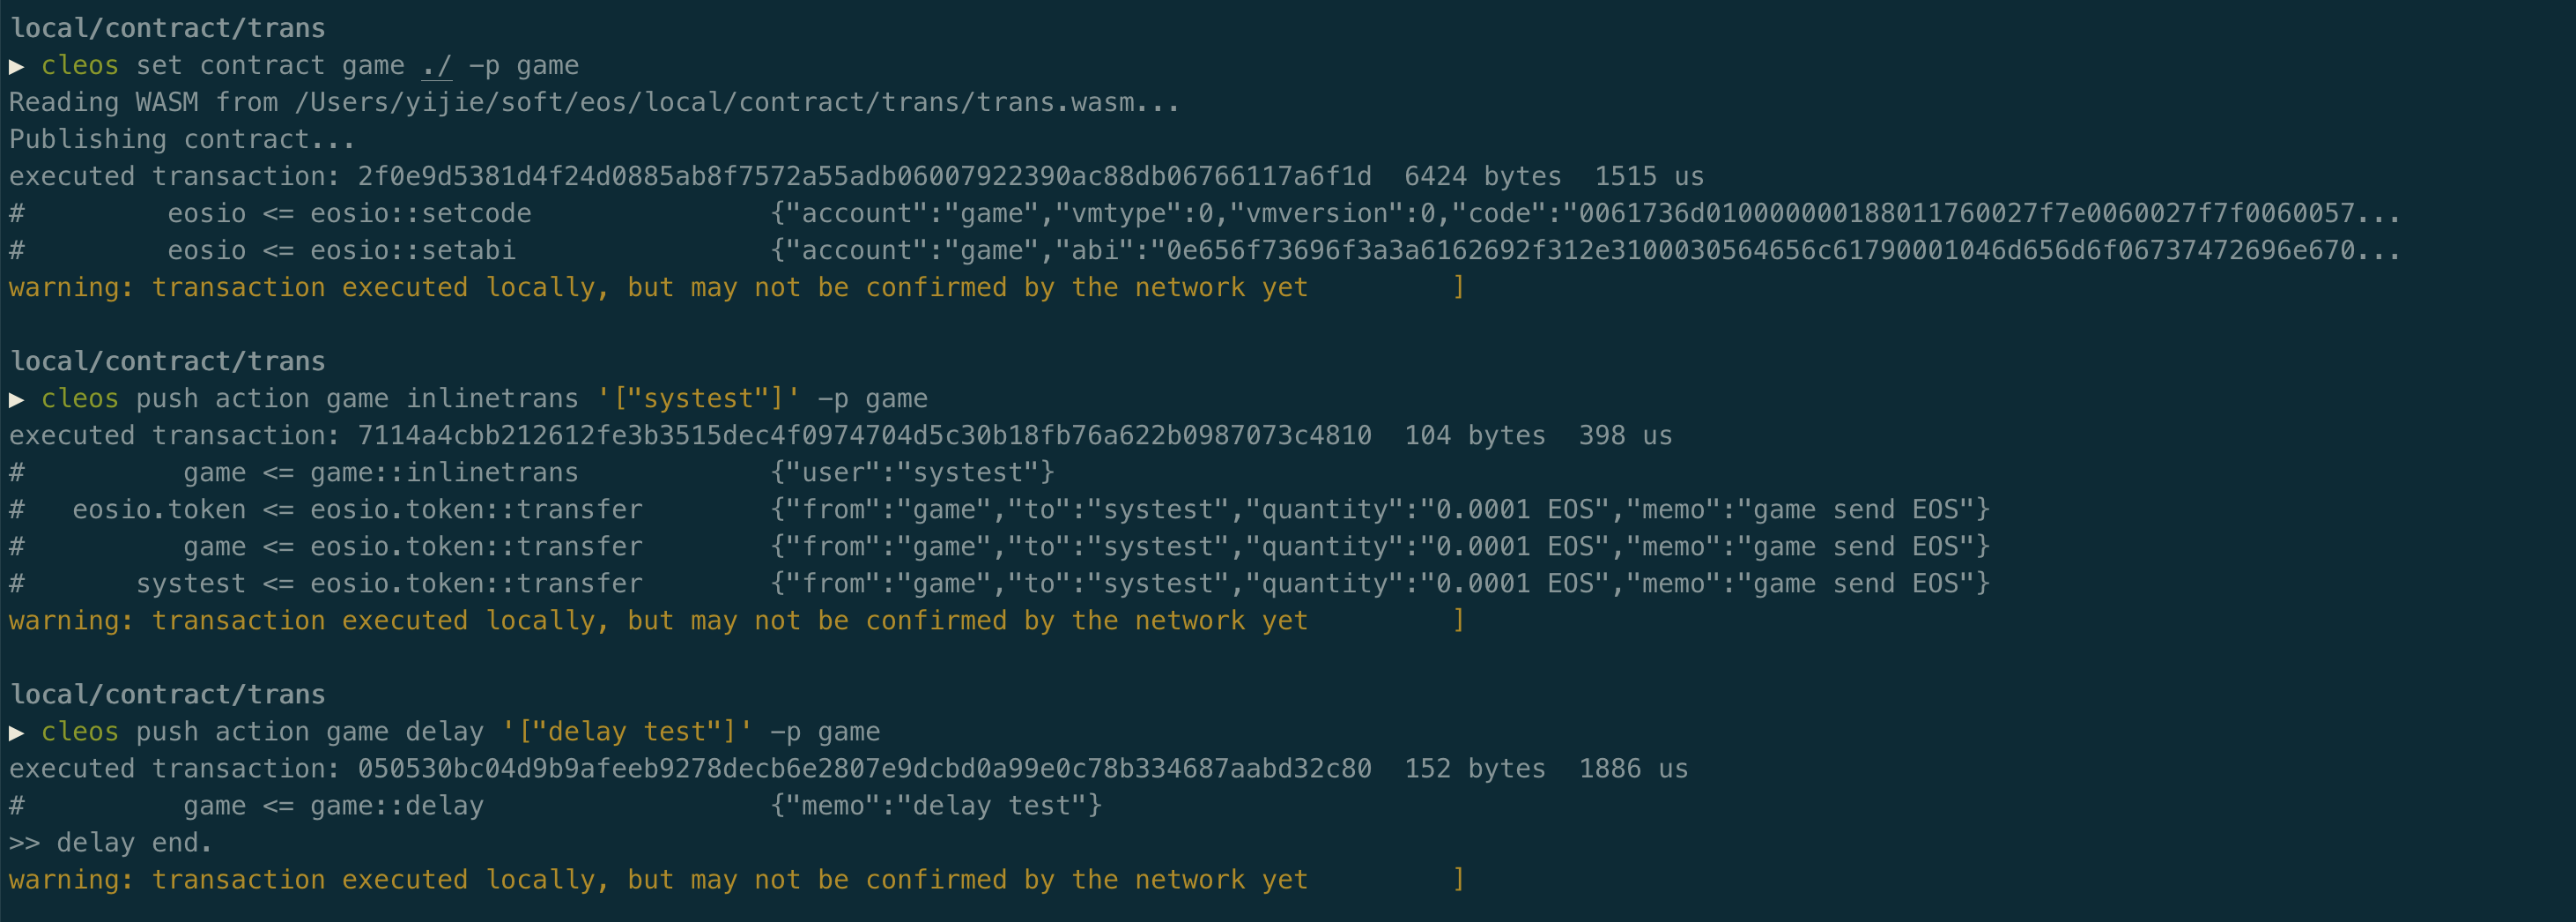 local/contract/trans
▶ cleos set contract game ./ -p game
Reading WASM from /Users/yijie/soft/eos/local/contract/trans/trans.wasm...
Publishing contract...
executed transaction: 2f0e9d5381d4f24d0885ab8f7572a55adb06007922390ac88db06766117a6f1d  6424 bytes  1515 us
#         eosio <= eosio::setcode               {"account":"game","vmtype":0,"vmversion":0,"code":"0061736d010000000188011760027f7e0060027f7f0060057...
#         eosio <= eosio::setabi                {"account":"game","abi":"0e656f73696f3a3a6162692f312e3100030564656c61790001046d656d6f06737472696e670...
warning: transaction executed locally, but may not be confirmed by the network yet         ]
local/contract/trans
▶ cleos push action game inlinetrans '["systest"]' -p game
executed transaction: 7114a4cbb212612fe3b3515dec4f0974704d5c30b18fb76a622b0987073c4810  104 bytes  398 us
#          game <= game::inlinetrans            {"user":"systest"}
#   eosio.token <= eosio.token::transfer        {"from":"game","to":"systest","quantity":"0.0001 EOS","memo":"game send EOS"}
#          game <= eosio.token::transfer        {"from":"game","to":"systest","quantity":"0.0001 EOS","memo":"game send EOS"}
#       systest <= eosio.token::transfer        {"from":"game","to":"systest","quantity":"0.0001 EOS","memo":"game send EOS"}
warning: transaction executed locally, but may not be confirmed by the network yet         ]
local/contract/trans
▶ cleos push action game delay '["delay test"]' -p game
executed transaction: 050530bc04d9b9afeeb9278decb6e2807e9dcbd0a99e0c78b334687aabd32c80  152 bytes  1886 us
#          game <= game::delay                  {"memo":"delay test"}
>> delay end.
warning: transaction executed locally, but may not be confirmed by the network yet         ]